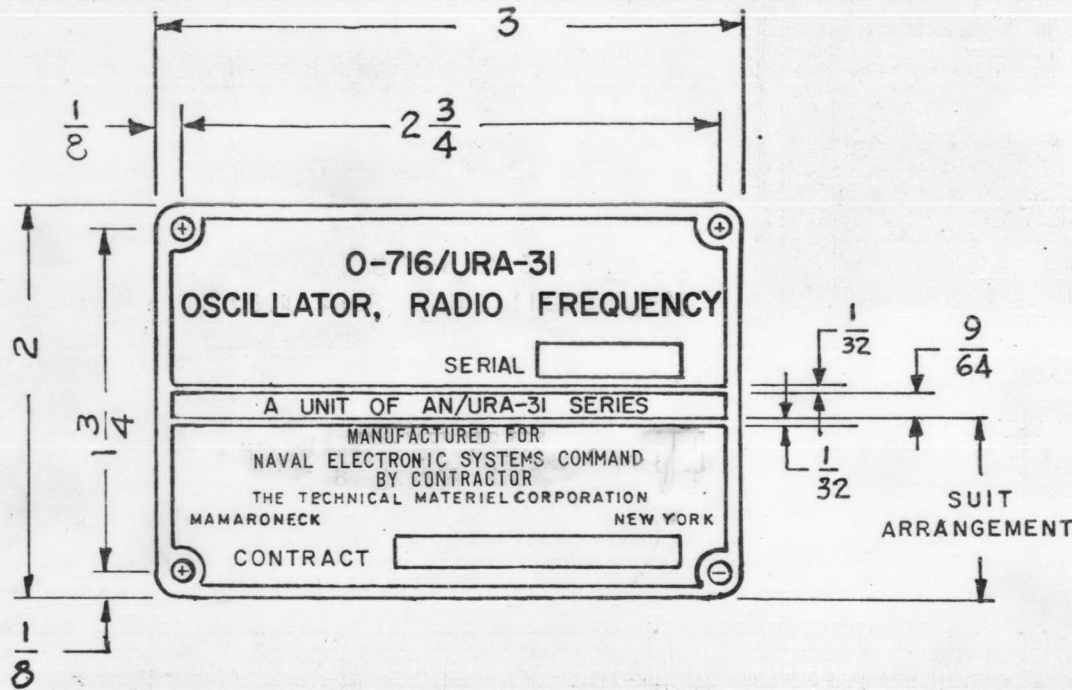 3
1/8
2 3/4
O-716/URA-31
OSCILLATOR, RADIO FREQUENCY
SERIAL
1/32
9/64
2
1 3/4
A UNIT OF AN/URA-31 SERIES
MANUFACTURED FOR
NAVAL ELECTRONIC SYSTEMS COMMAND
BY CONTRACTOR
THE TECHNICAL MATERIEL CORPORATION
MAMARONECK NEW YORK
CONTRACT
1/32
SUIT
ARRANGEMENT
1/8